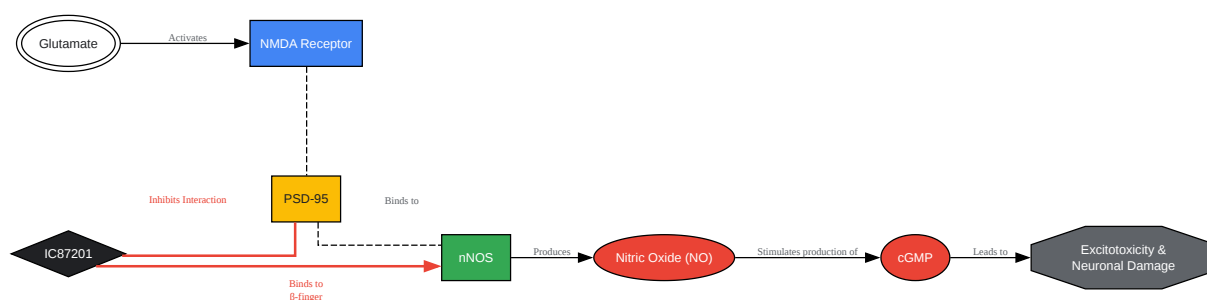 Glutamate
Activates
NMDA Receptor
Inhibits Interaction
PSD-95
Binds to
IC87201
Binds to
β-finger
nNOS
Produces
Nitric Oxide (NO)
Stimulates production of
cGMP
Leads to
Excitotoxicity &
Neuronal Damage